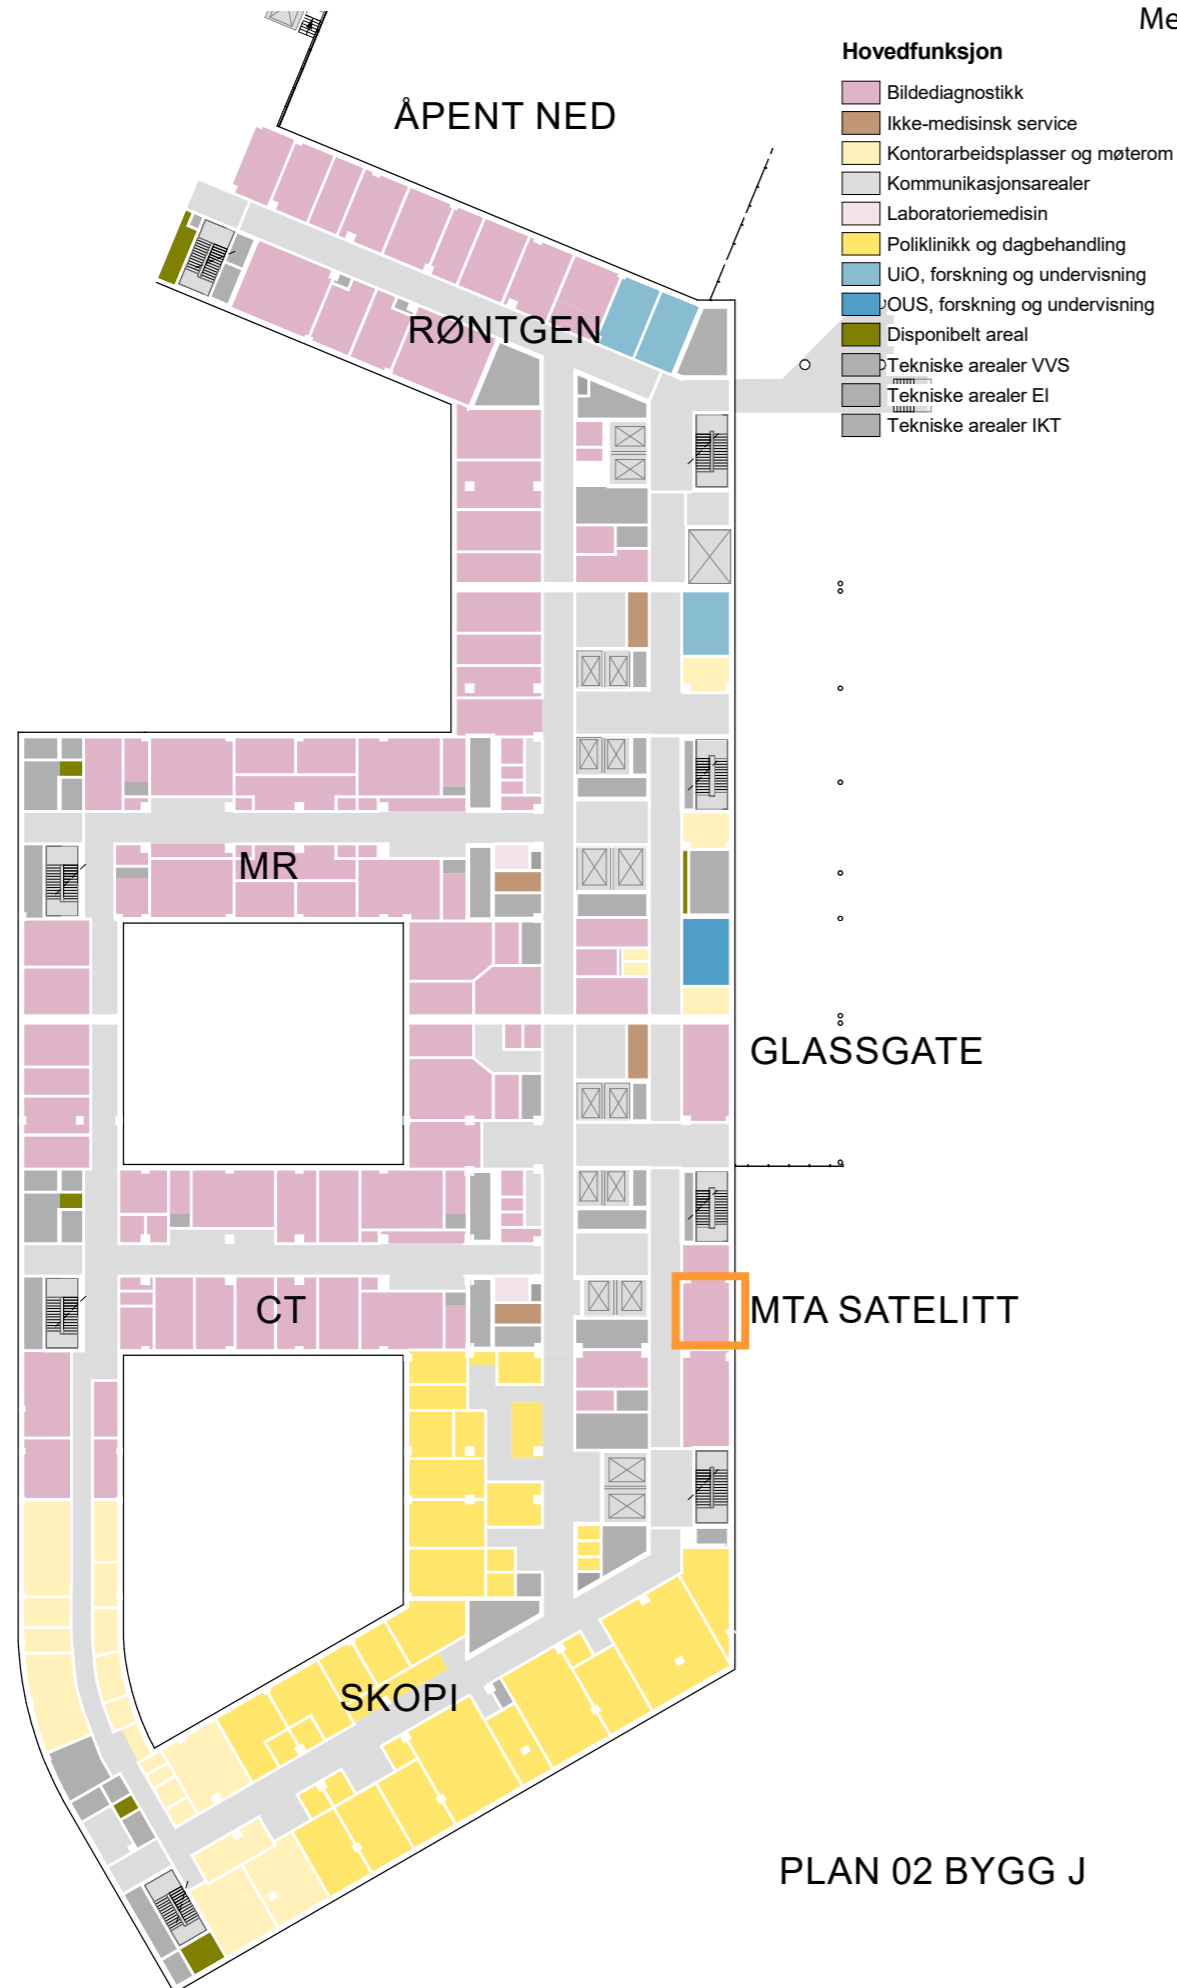 Me
Hovedfunksjon
Bildediagnostikk
Ikke-medisinsk service
Kontorarbeidsplasser og møterom
Kommunikasjonsarealer
Laboratoriemedisin
Poliklinikk og dagbehandling
UiO, forskning og undervisning
OUS, forskning og undervisning
Disponibelt areal
Tekniske arealer VVS
Tekniske arealer El
Tekniske arealer IKT
ÅPENT NED
RØNTGEN
MR
GLASSGATE
CT
MTA SATELITT
SKOPI
PLAN 02 BYGG J